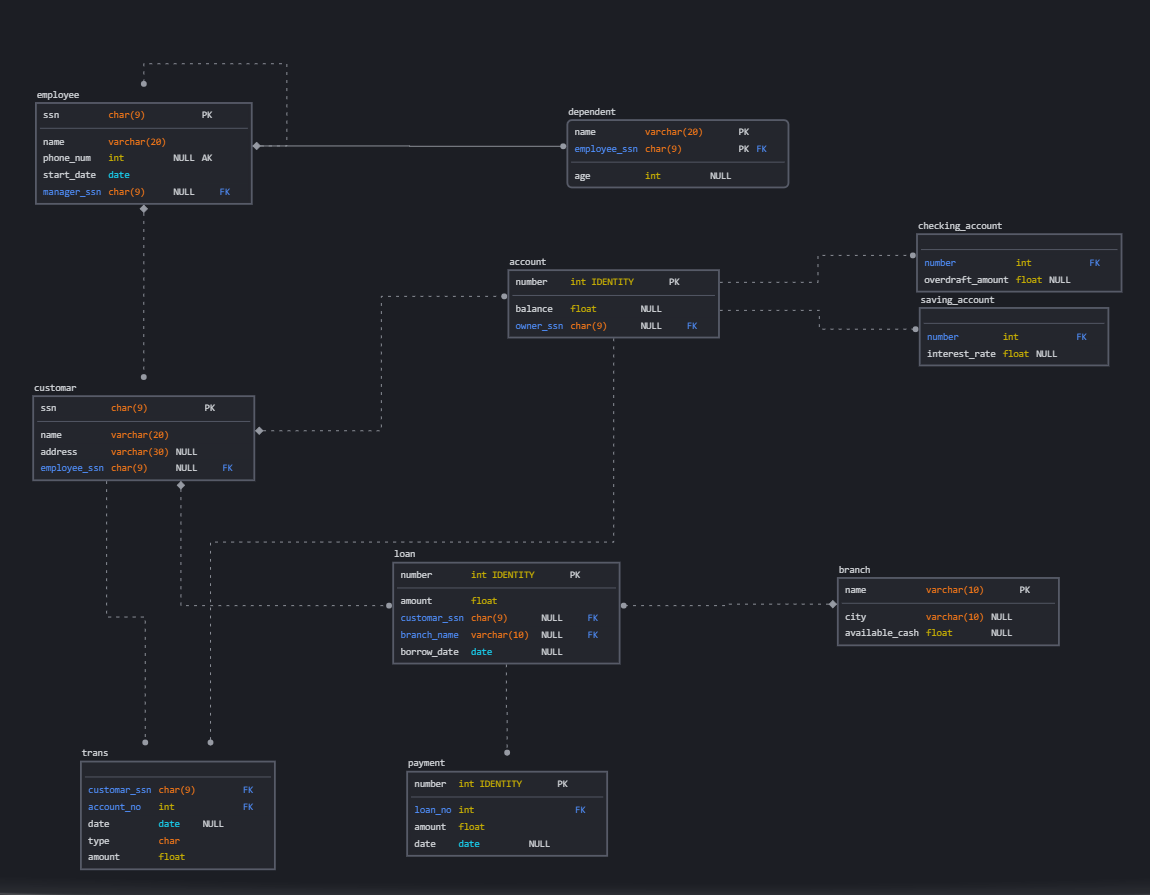 employee
ssn char(9) PK
name varchar(20)
phone_num int NULL AK
start_date date
manager_ssn char(9) NULL FK
dependent
name varchar(20) PK
employee_ssn char(9) PK FK
age int NULL
checking_account
number int FK
overdraft_amount float NULL
saving_account
number int FK
interest_rate float NULL
account
number int IDENTITY PK
balance float NULL
owner_ssn char(9) NULL FK
customar
ssn char(9) PK
name varchar(20)
address varchar(30) NULL
employee_ssn char(9) NULL FK
loan
number int IDENTITY PK
amount float
customar_ssn char(9) NULL FK
branch_name varchar(10) NULL FK
borrow_date date NULL
branch
name varchar(10) PK
city varchar(10) NULL
available_cash float NULL
trans
customar_ssn char(9) FK
account_no int FK
date date NULL
type char
amount float
payment
number int IDENTITY PK
loan_no int FK
amount float
date date NULL